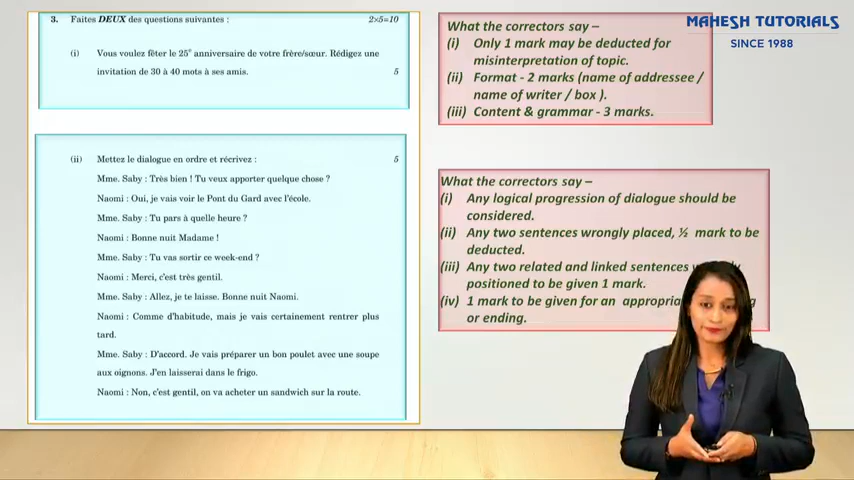 3. Faites DEUX des questions suivantes : 2×5=10
(i) Vous voulez fêter le 25e anniversaire de votre frère/sœur. Rédigez une
invitation de 30 à 40 mots à ses amis. 5
(ii) Mettez le dialogue en ordre et récrivez : 5
Mme. Saby : Très bien ! Tu veux apporter quelque chose ?
Naomi : Oui, je vais voir le Pont du Gard avec l'école.
Mme. Saby : Tu pars à quelle heure ?
Naomi : Bonne nuit Madame !
Mme. Saby : Tu vas sortir ce week-end ?
Naomi : Merci, c'est très gentil.
Mme. Saby : Allez, je te laisse. Bonne nuit Naomi.
Naomi : Comme d'habitude, mais je vais certainement rentrer plus
tard.
Mme. Saby : D'accord. Je vais préparer un bon poulet avec une soupe
aux oignons. J'en laisserai dans le frigo.
Naomi : Non, c'est gentil, on va acheter un sandwich sur la route.
What the correctors say –
(i) Only 1 mark may be deducted for
misinterpretation of topic.
(ii) Format - 2 marks (name of addressee /
name of writer / box ).
(iii) Content & grammar - 3 marks.
What the correctors say –
(i) Any logical progression of dialogue should be
considered.
(ii) Any two sentences wrongly placed, ½ mark to be
deducted.
(iii) Any two related and linked sentences
positioned to be given 1 mark.
(iv) 1 mark to be given for an
or ending.
MAHESH TUTORIALS
SINCE 1988